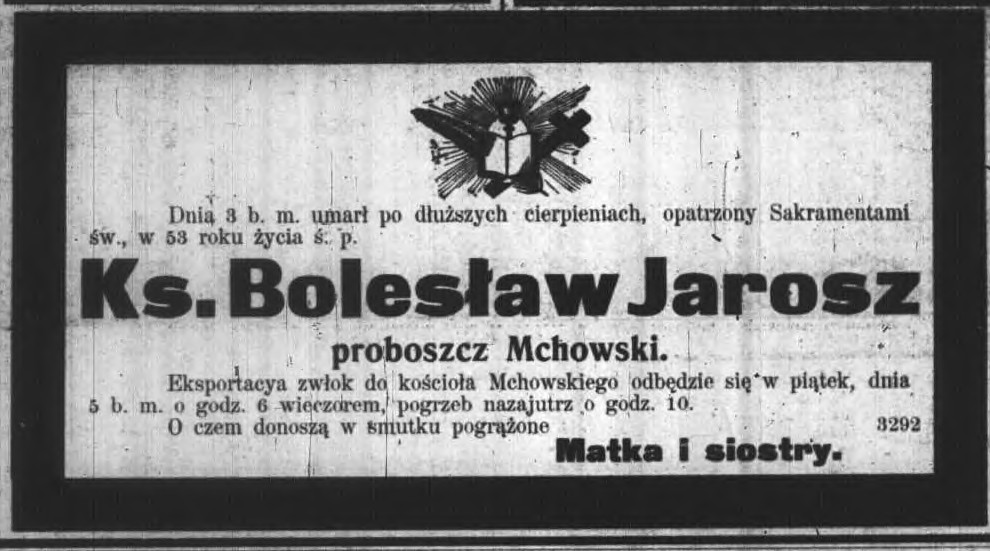 Dnia 3 b. m. umarł po dłuższych cierpieniach, opatrzony Sakramentami
św., w 53 roku życia ś. p.
Ks. Bolesław Jarosz
proboszcz Mchowski.
Eksportacya zwłok do kościoła Mchowskiego odbędzie się w piątek, dnia
5 b. m. o godz. 6 wieczorem, pogrzeb nazajutrz o godz. 10.
O czem donoszą w smutku pogrążone 3292
Matka i siostry.